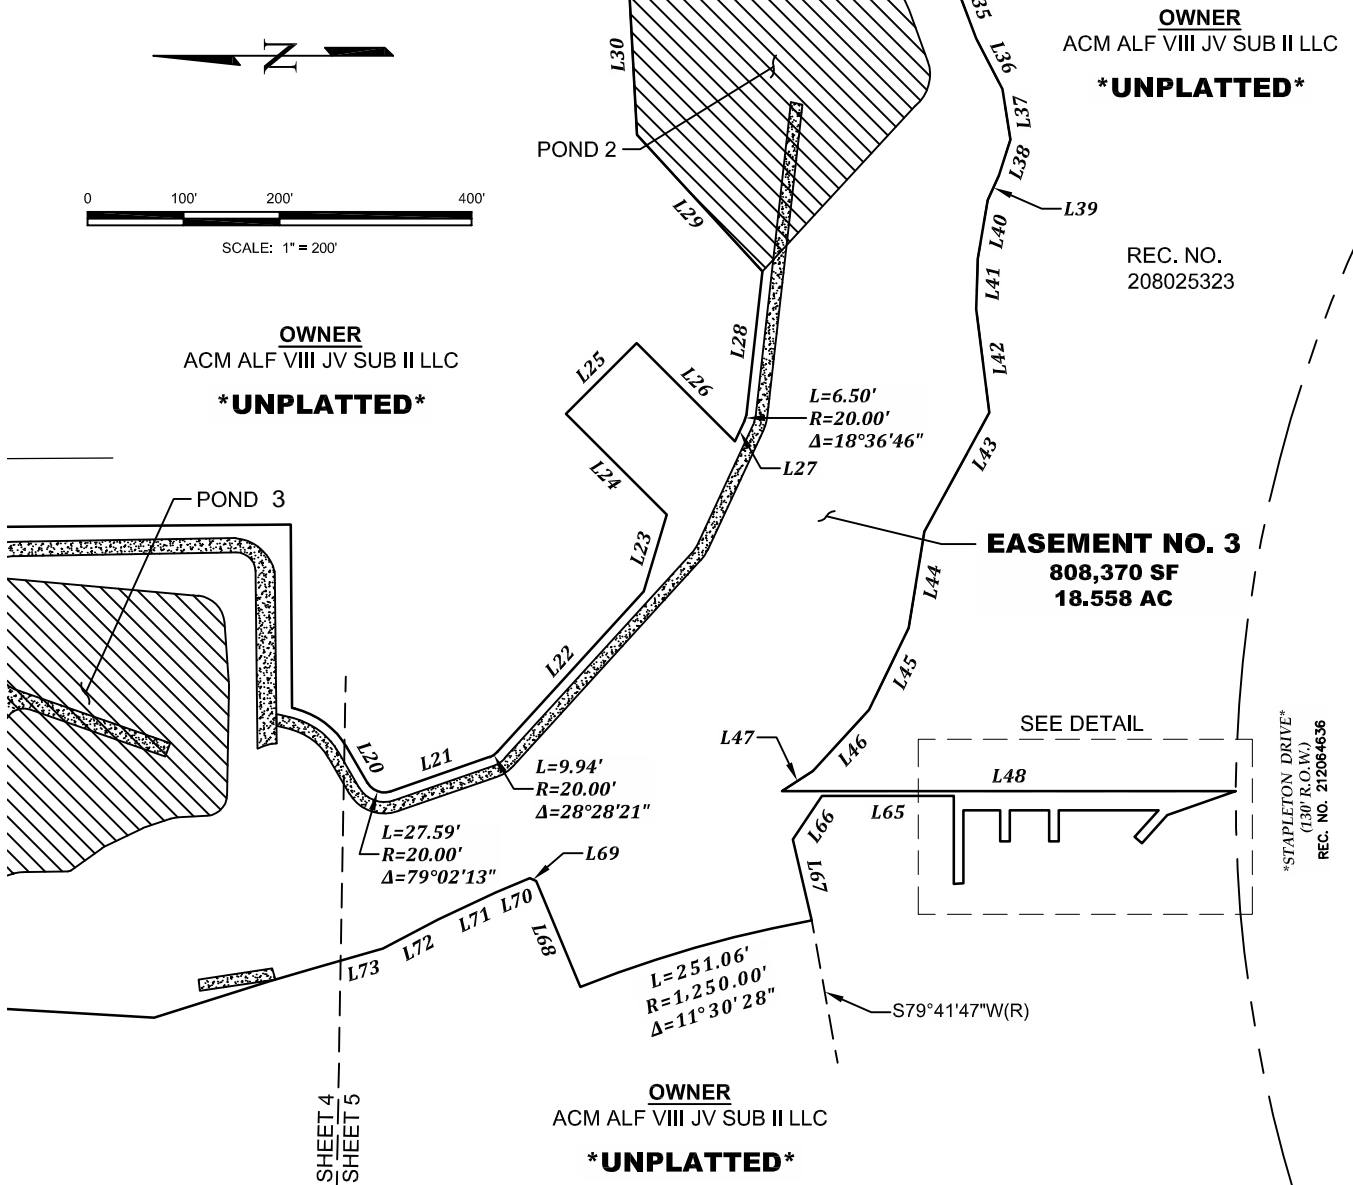 OWNER
ACM ALF VIII JV SUB II LLC
*UNPLATTED*
N
0 100' 200' 400'
SCALE: 1" = 200'
L30
POND 2
L29
L35
L36
L37
L38
L39
L40
L41
L42
REC. NO.
208025323
OWNER
ACM ALF VIII JV SUB II LLC
*UNPLATTED*
L25
L26
L28
L=6.50'
R=20.00'
Δ=18°36'46"
L27
L24
L23
L22
L43
POND 3
EASEMENT NO. 3
808,370 SF
18.558 AC
L44
L45
L46
L47
SEE DETAIL
L48
L65
L66
L67
*STAPLETON DRIVE*
(130' R.O.W.)
REC. NO. 212064636
L20
L21
L=9.94'
R=20.00'
Δ=28°28'21"
L=27.59'
R=20.00'
Δ=79°02'13"
L69
L70
L71
L72
L73
L68
L=251.06'
R=1,250.00'
Δ=11°30'28"
S79°41'47"W(R)
SHEET 4
SHEET 5
OWNER
ACM ALF VIII JV SUB II LLC
*UNPLATTED*